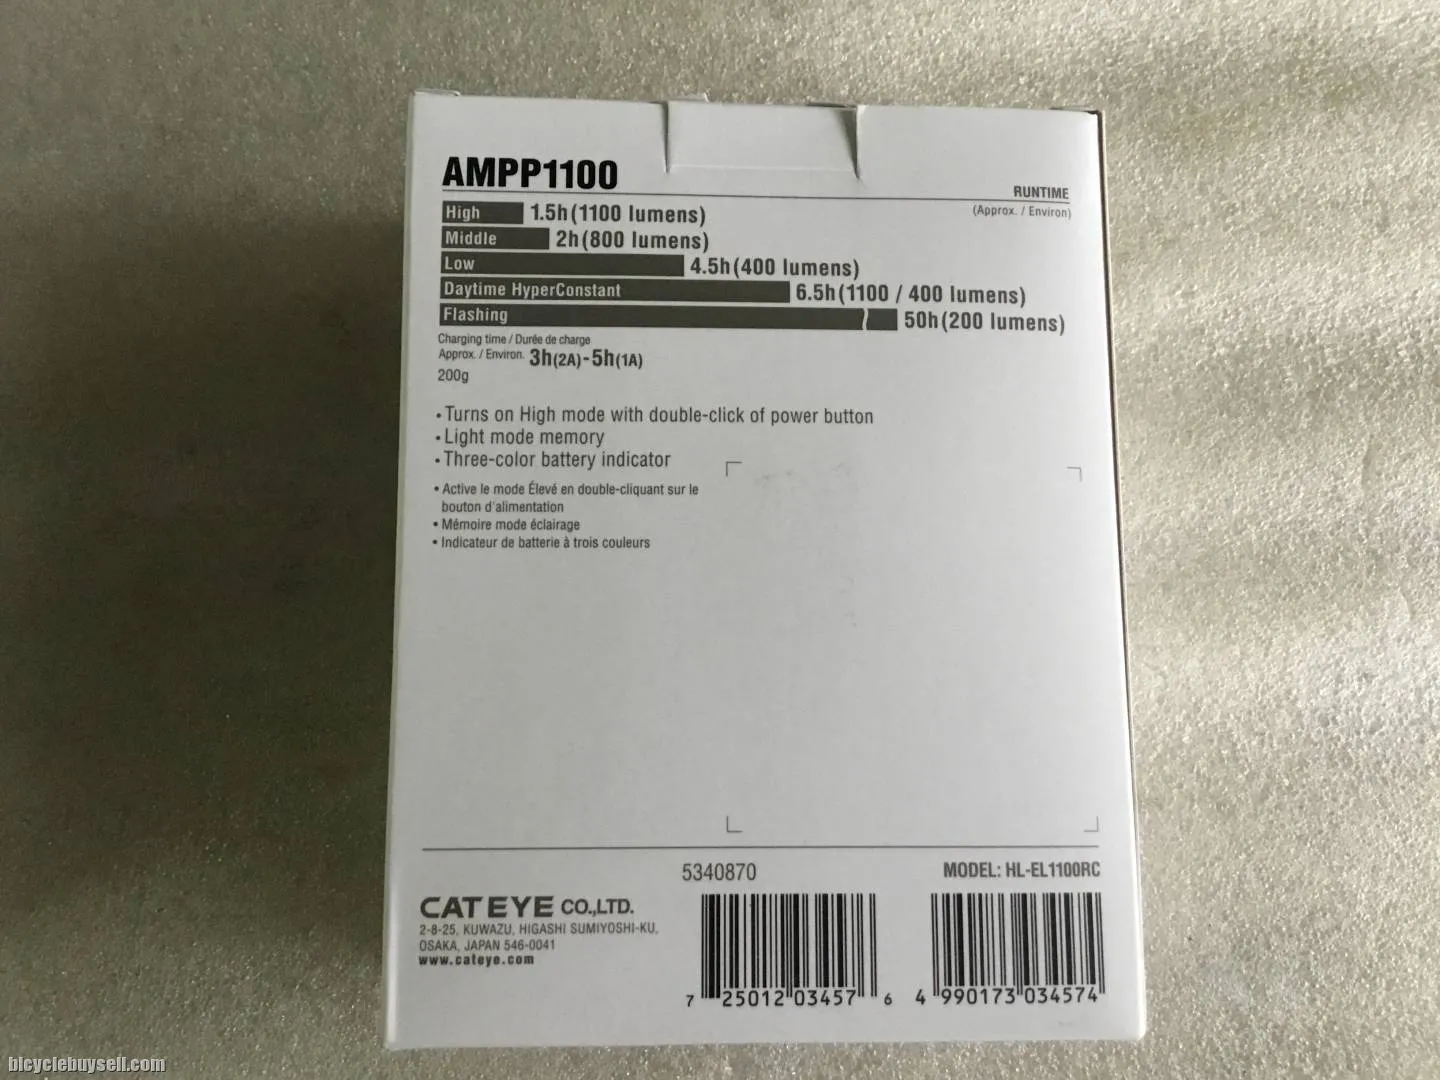 AMPP1100
RUNTIME
(Approx. / Environ)
High 1.5h(1100 lumens)
Middle 2h(800 lumens)
Low 4.5h(400 lumens)
Daytime HyperConstant 6.5h(1100 / 400 lumens)
Flashing 50h(200 lumens)
Charging time / Durée de charge
Approx. / Environ. 3h(2A)-5h(1A)
200g
• Turns on High mode with double-click of power button
• Light mode memory
• Three-color battery indicator
• Active le mode Élevé en double-cliquant sur le
bouton d'alimentation
• Mémoire mode éclairage
• Indicateur de batterie à trois couleurs
5340870
MODEL: HL-EL1100RC
CATEYE CO.,LTD.
2-8-25, KUWAZU, HIGASHI SUMIYOSHI-KU,
OSAKA, JAPAN 546-0041
www.cateye.com
7 25012 03457 6
4 990173 034574
bicyclebuysell.com